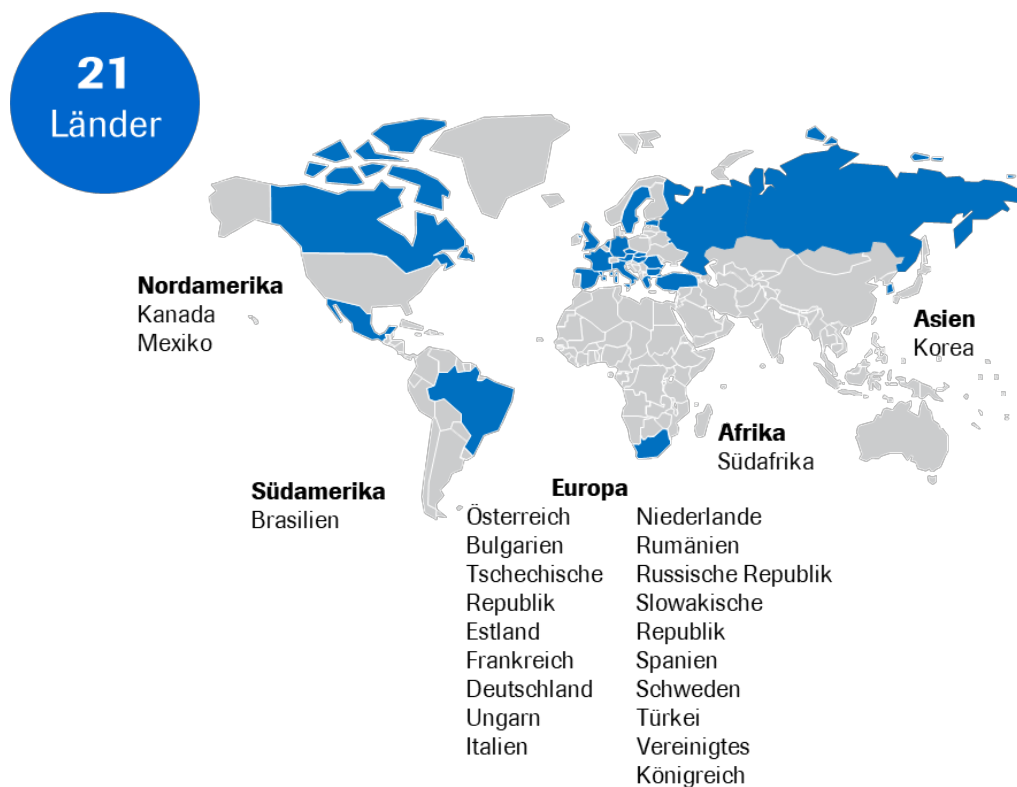 21
Länder
Nordamerika
Kanada
Mexiko
Asien
Korea
Afrika
Südafrika
Südamerika
Brasilien
Europa
Österreich
Bulgarien
Tschechische
Republik
Estland
Frankreich
Deutschland
Ungarn
Italien
Niederlande
Rumänien
Russische Republik
Slowakische
Republik
Spanien
Schweden
Türkei
Vereinigtes
Königreich